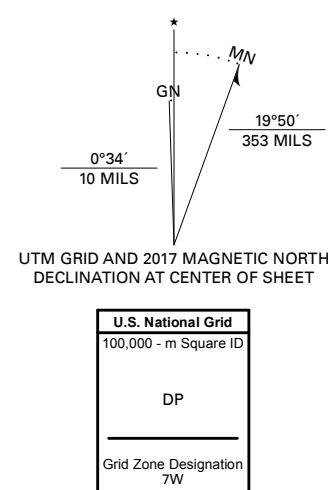 ★
MN
GN
19°50´
353 MILS
0°34´
10 MILS
UTM GRID AND 2017 MAGNETIC NORTH
DECLINATION AT CENTER OF SHEET
U.S. National Grid
100,000 - m Square ID
DP
Grid Zone Designation
7W